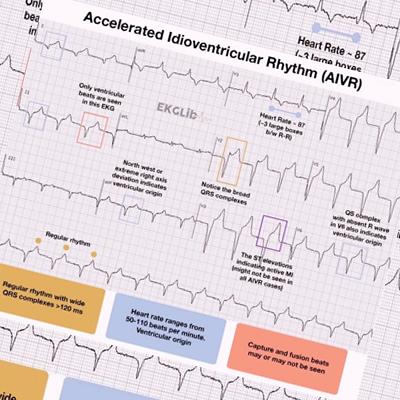 Only
bea
in
Heart Rate ~ 87
(~3 large boxes
Accelerated Idioventricular Rhythm (AIVR)
Only ventricular
beats are seen
in this EKG
EKGLib
Heart Rate ~ 87
(~3 large boxes
b/w R-R)
North west or
extreme right axis
deviation indicates
ventricular origin
Notice the broad
QRS complexes
QS complex
with absent R wave
in V6 also indicates
ventricular origin
Regular rhythm
The ST elevations
indicating active MI
(might not be seen in
all AIVR cases)
Regular rhythm with wide
QRS complexes >120 ms
Heart rate ranges from
50-110 beats per minute.
Ventricular origin
Capture and fusion beats
may or may not be seen
wide